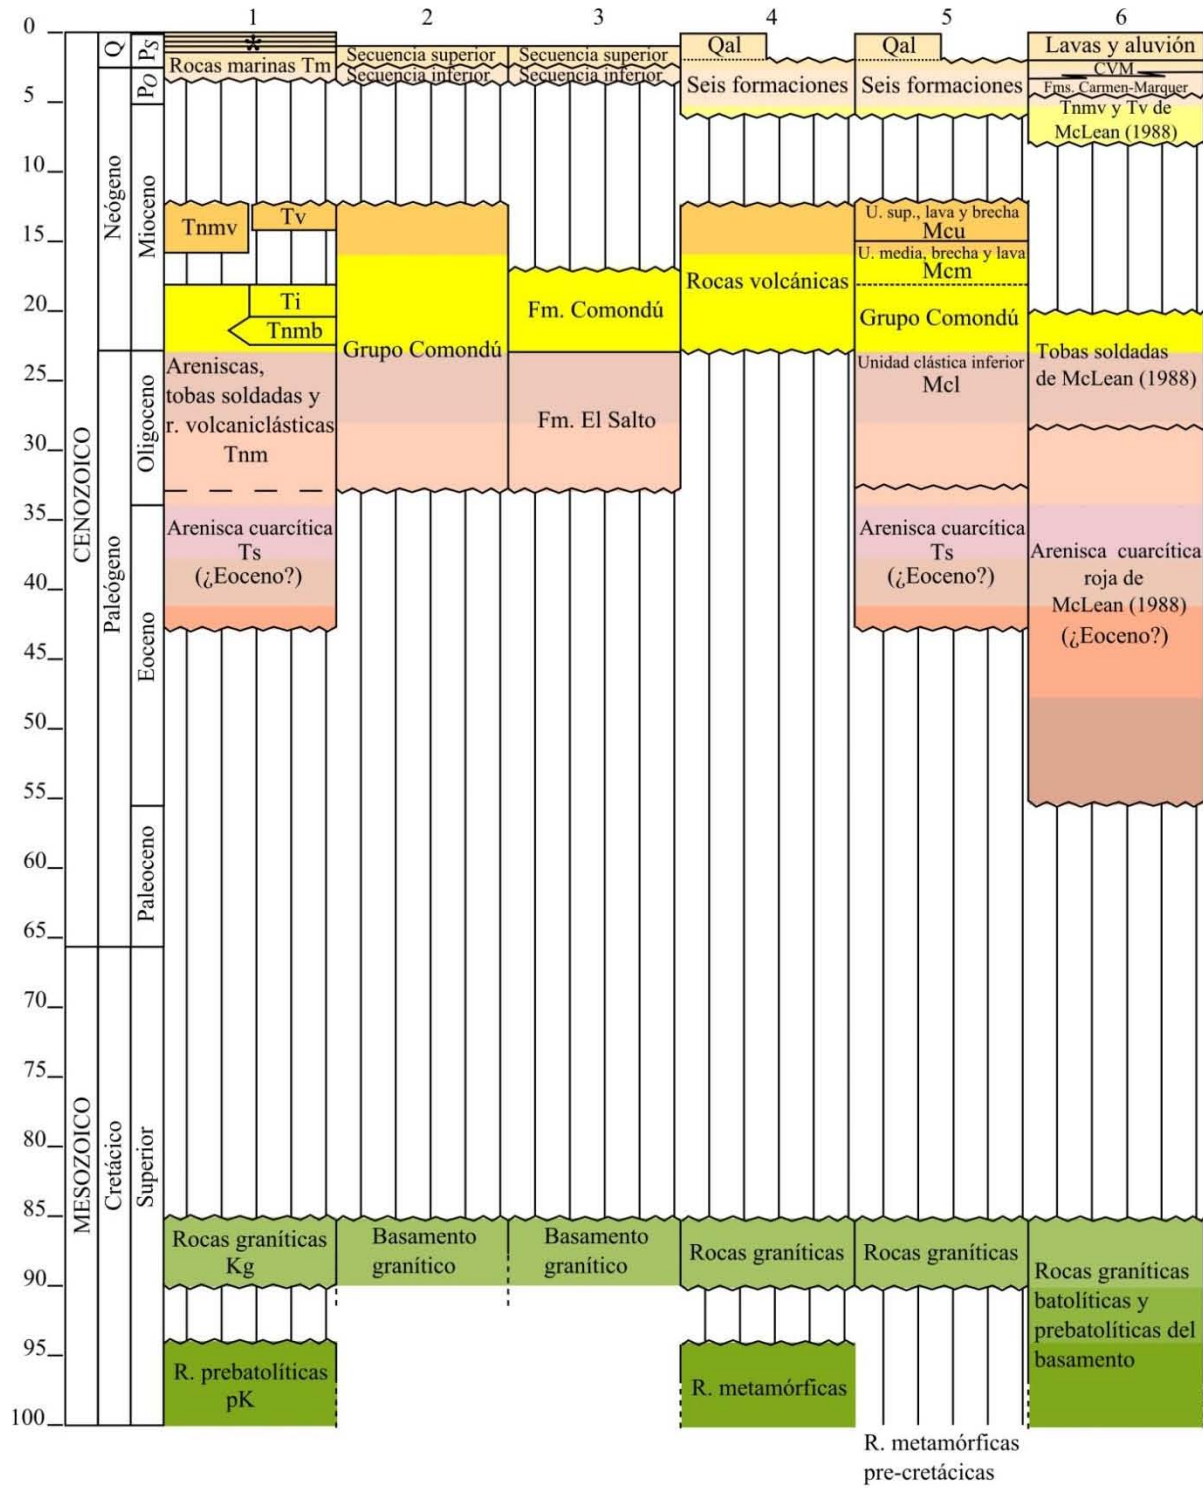 1
2
3
4
5
6
0
5
10
15
20
25
30
35
40
45
50
55
60
65
70
75
80
85
90
95
100
CENOZOICO
MESOZOICO
Q
Neógeno
Paleógeno
Cretácico
Ps
Po
Mioceno
Oligoceno
Eoceno
Paleoceno
Superior
*
Rocas marinas Tm
Tnmv
Tv
Ti
Tnmb
Areniscas,
tobas soldadas y
r. volcaniclásticas
Tnm
Arenisca cuarcítica
Ts
(¿Eoceno?)
Rocas graníticas
Kg
R. prebatolíticas
pK
Secuencia superior
Secuencia inferior
Grupo Comondú
Basamento
granítico
Secuencia superior
Secuencia inferior
Fm. Comondú
Fm. El Salto
Basamento
granítico
Qal
Seis formaciones
Rocas volcánicas
Rocas graníticas
R. metamórficas
Qal
Seis formaciones
U. sup., lava y brecha
Mcu
U. media, brecha y lava
Mcm
Grupo Comondú
Unidad clástica inferior
Mcl
Arenisca cuarcítica
Ts
(¿Eoceno?)
Rocas graníticas
R. metamórficas
pre-cretácicas
Lavas y aluvión
CVM
Fms. Carmen-Marquer
Tnmv y Tv de
McLean (1988)
Tobas soldadas
de McLean (1988)
Arenisca cuarcítica
roja de
McLean (1988)
(¿Eoceno?)
Rocas graníticas
batolíticas y
prebatolíticas del
basamento